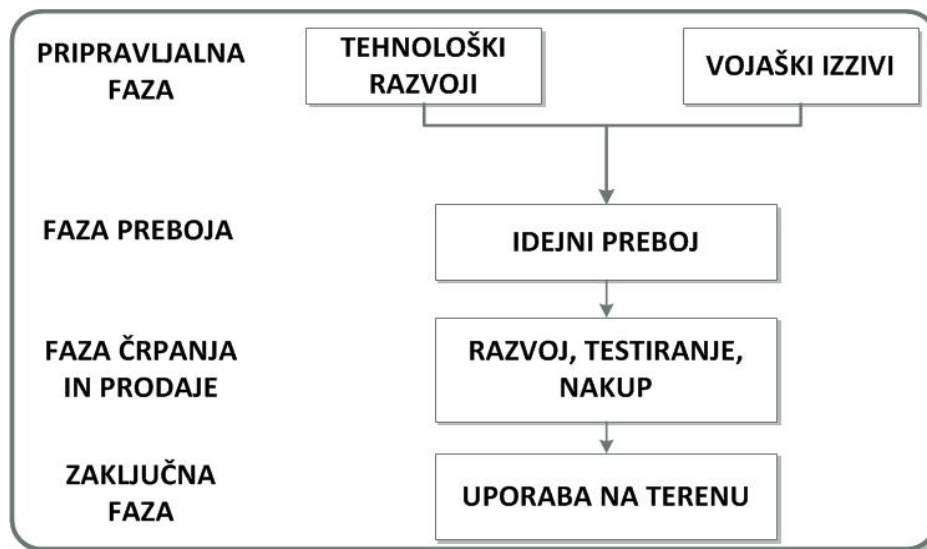 PRIPRAVLJALNA
FAZA
TEHNOLOŠKI
RAZVOJI
VOJAŠKI IZZIVI
FAZA PREBOJA
IDEJNI PREBOJ
FAZA ČRPANJA
IN PRODAJE
RAZVOJ, TESTIRANJE,
NAKUP
ZAKLJUČNA
FAZA
UPORABA NA TERENU